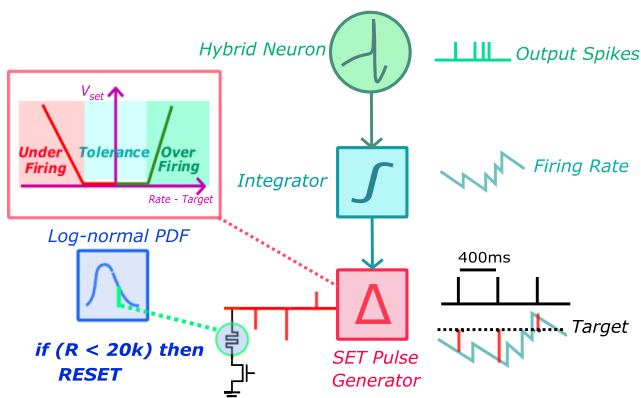 Hybrid Neuron
Output Spikes
V set
Under
Firing
Tolerance
Over
Firing
Rate - Target
Integrator
∫
Firing Rate
Log-normal PDF
400ms
Δ
Target
if (R < 20k) then
RESET
SET Pulse
Generator